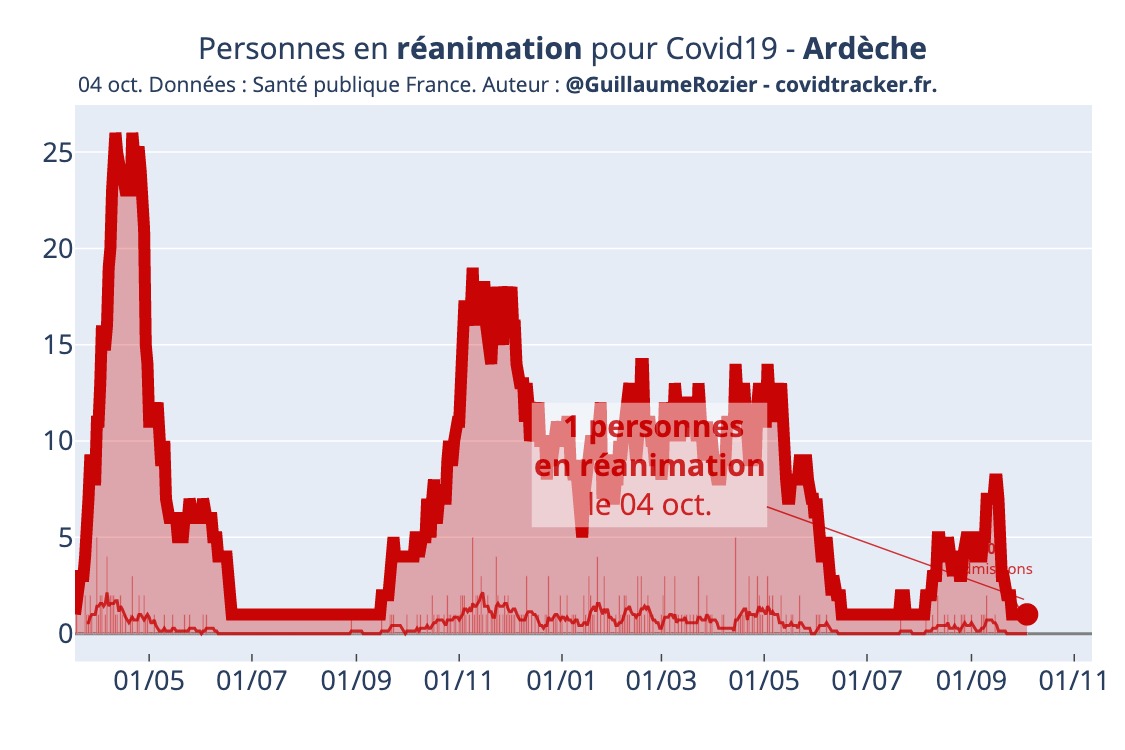 Personnes en réanimation pour Covid19 - Ardèche
04 oct. Données : Santé publique France. Auteur : @GuillaumeRozier - covidtracker.fr.
25
20
15
10
5
0
1 personnes
en réanimation
le 04 oct.
0
admissions
01/05 01/07 01/09 01/11 01/01 01/03 01/05 01/07 01/09 01/11